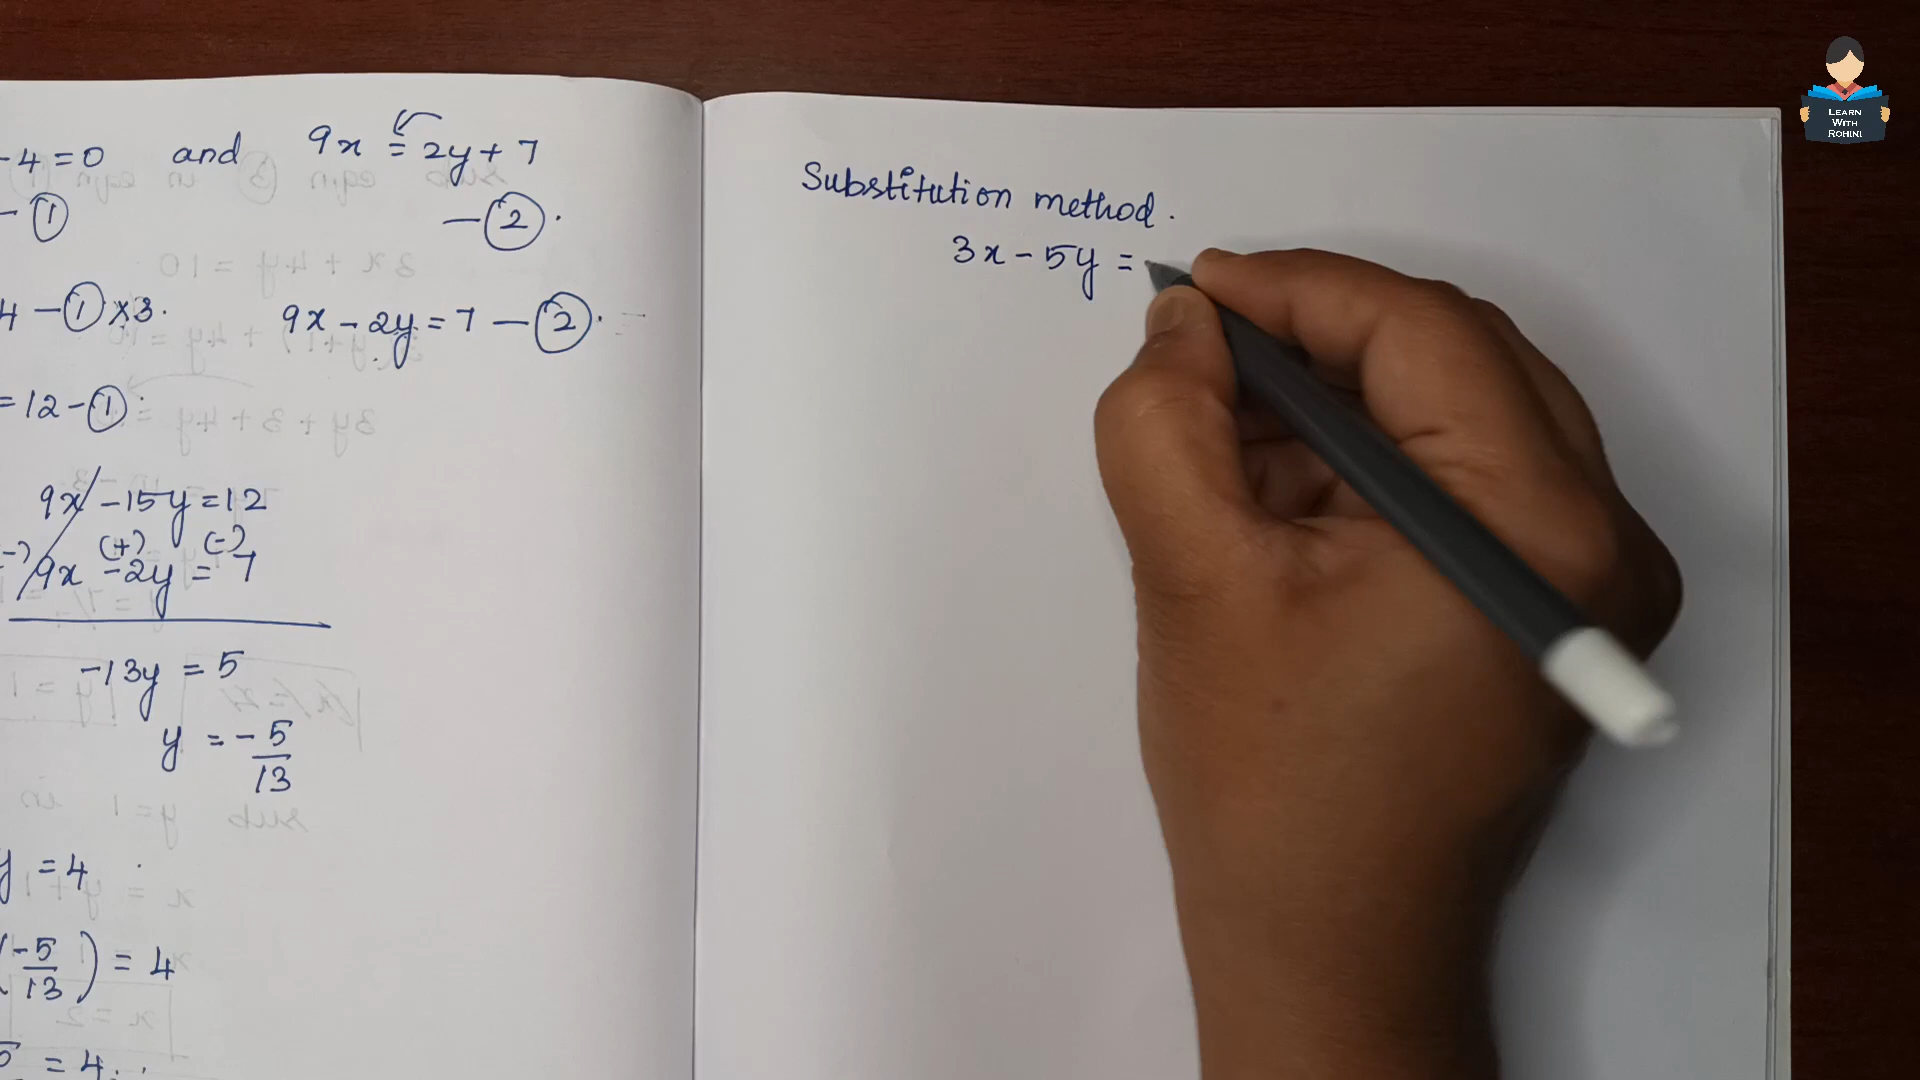 -4=0 and 9x = 2y+7
- ① - ②.
4 - ① ×3. 9x - 2y = 7 - ②.
= 12 - ①.
9x - 15y = 12
(-) (+) (-)
9x - 2y = 7
-13y = 5
y = - 5/13
y = 4
(-5/13) = 4
= 4.
Substitution method.
3x - 5y =
LEARN
WITH
ROHINI